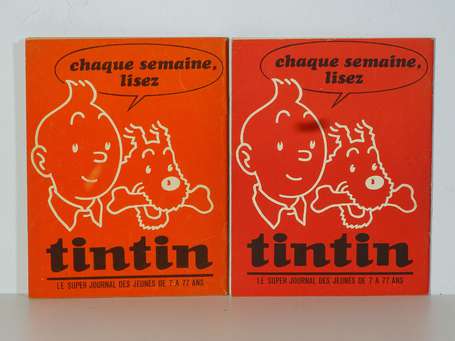 chaque semaine,
lisez
tintin
LE SUPER JOURNAL DES JEUNES DE 7 A 77 ANS
chaque semaine,
lisez
tintin
LE SUPER JOURNAL DES JEUNES DE 7 A 77 ANS